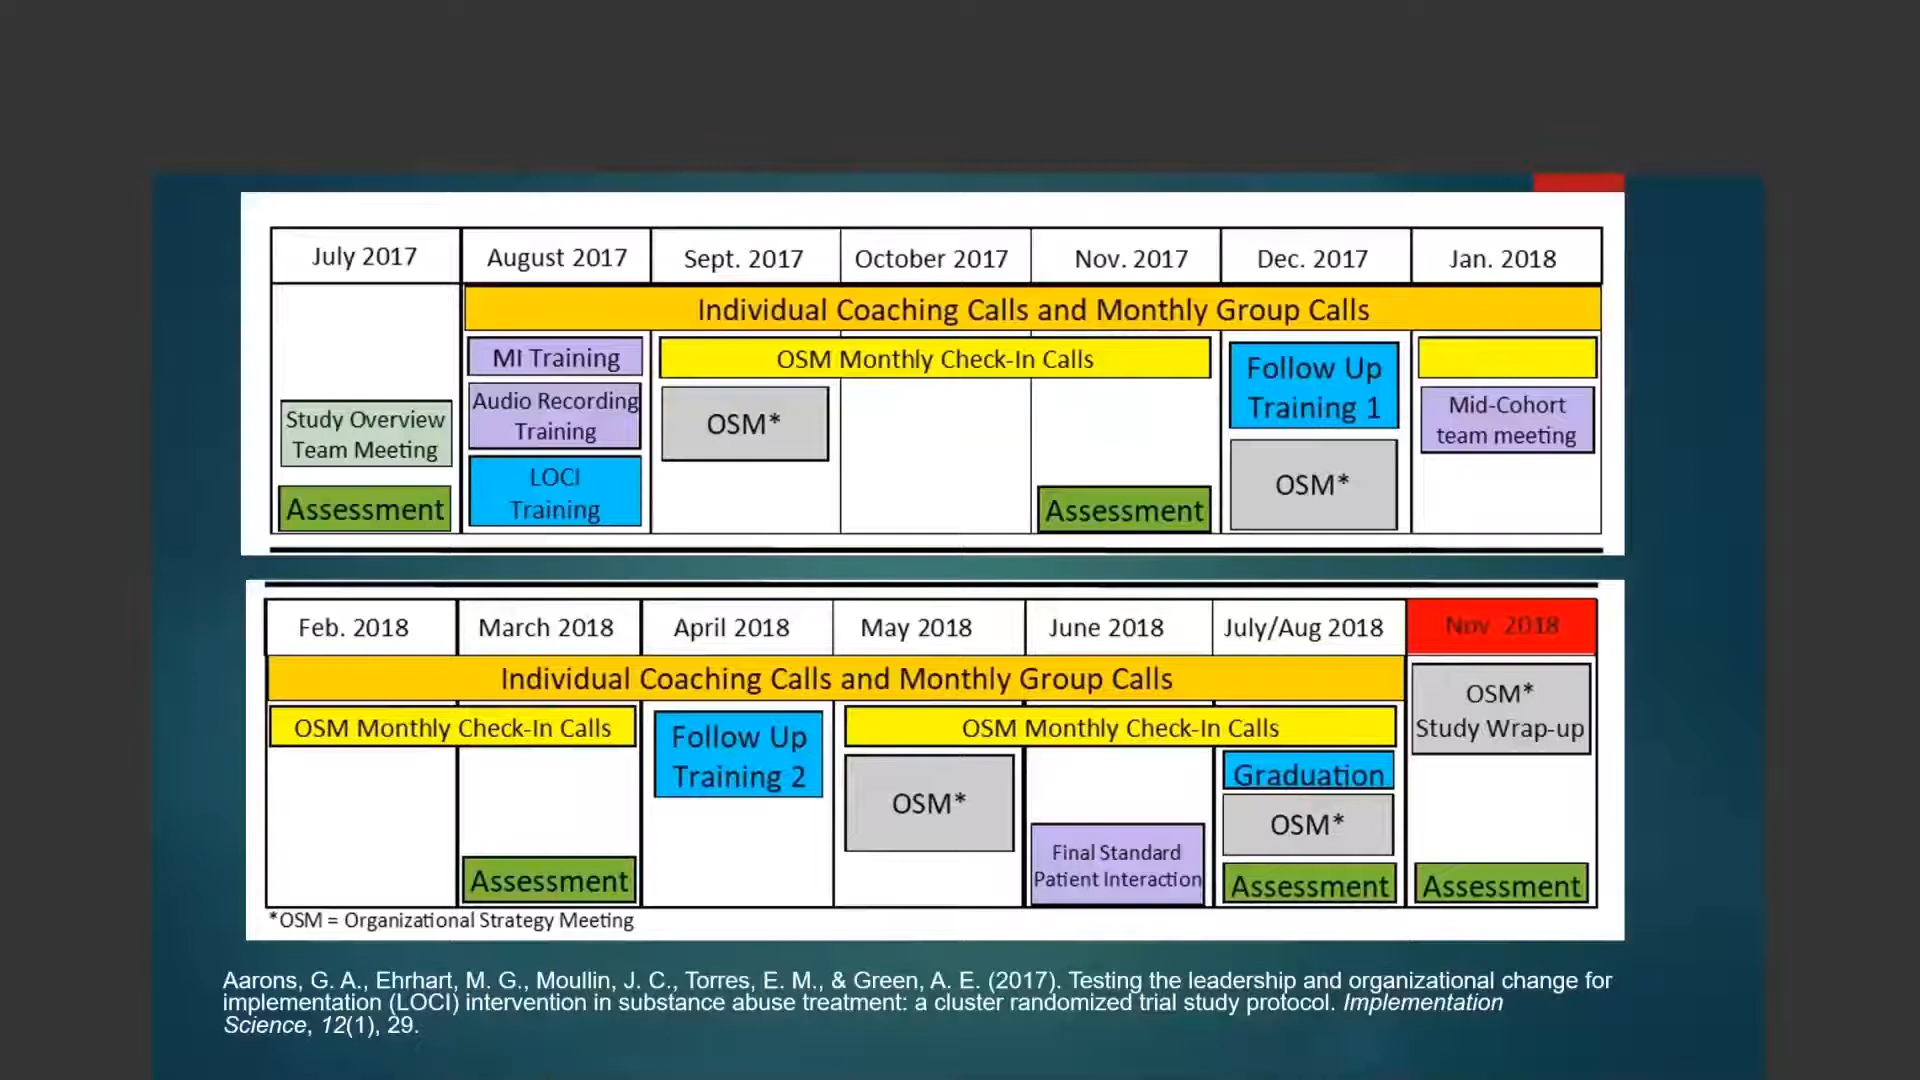 July 2017 August 2017 Sept. 2017 October 2017 Nov. 2017 Dec. 2017 Jan. 2018
Individual Coaching Calls and Monthly Group Calls
MI Training
OSM Monthly Check-In Calls
Follow Up
Training 1
Audio Recording
Training
OSM*
Mid-Cohort
team meeting
Study Overview
Team Meeting
LOCI
Training
OSM*
Assessment
Assessment
Feb. 2018 March 2018 April 2018 May 2018 June 2018 July/Aug 2018 Nov 2018
Individual Coaching Calls and Monthly Group Calls
OSM*
Study Wrap-up
OSM Monthly Check-In Calls
Follow Up
Training 2
OSM Monthly Check-In Calls
Graduation
OSM*
OSM*
Final Standard
Patient Interaction
Assessment
Assessment
Assessment
*OSM = Organizational Strategy Meeting
Aarons, G. A., Ehrhart, M. G., Moullin, J. C., Torres, E. M., & Green, A. E. (2017). Testing the leadership and organizational change for
implementation (LOCI) intervention in substance abuse treatment: a cluster randomized trial study protocol. Implementation
Science, 12(1), 29.